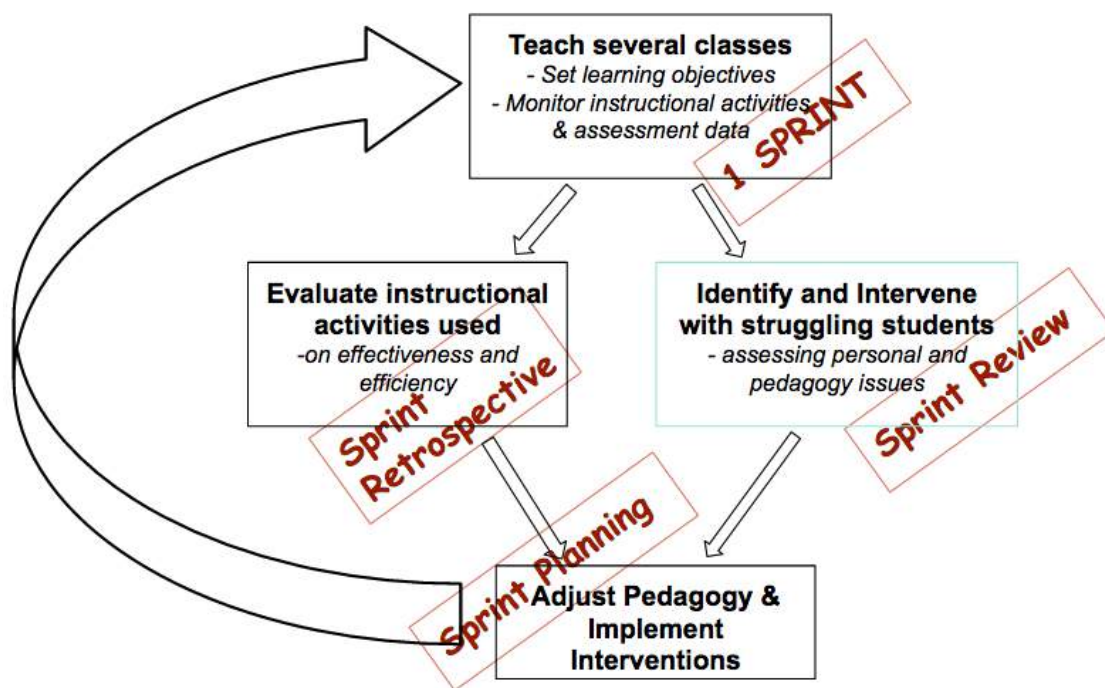 Teach several classes
- Set learning objectives
- Monitor instructional activities
& assessment data
1 SPRINT
Evaluate instructional
activities used
-on effectiveness and
efficiency
Sprint
Retrospective
Identify and Intervene
with struggling students
- assessing personal and
pedagogy issues
Sprint Review
Sprint Planning
Adjust Pedagogy &
Implement
Interventions